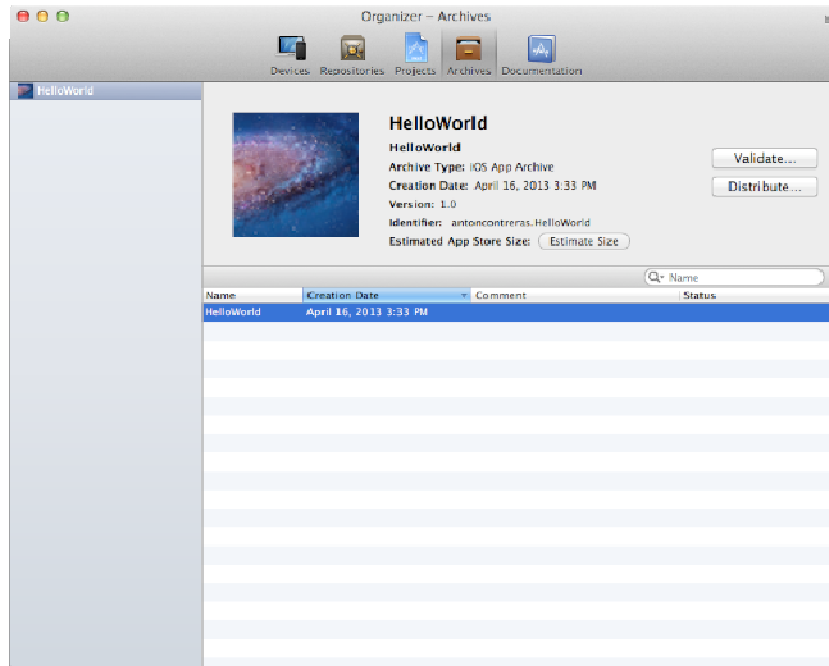 Organizer – Archives
Devices Repositories Projects Archives Documentation
HelloWorld
HelloWorld
HelloWorld
Archive Type: iOS App Archive
Creation Date: April 16, 2013 3:33 PM
Version: 1.0
Identifier: antoncontreras.HelloWorld
Estimated App Store Size: Estimate Size
Validate...
Distribute...
Name
Name Creation Date Comment Status
HelloWorld April 16, 2013 3:33 PM